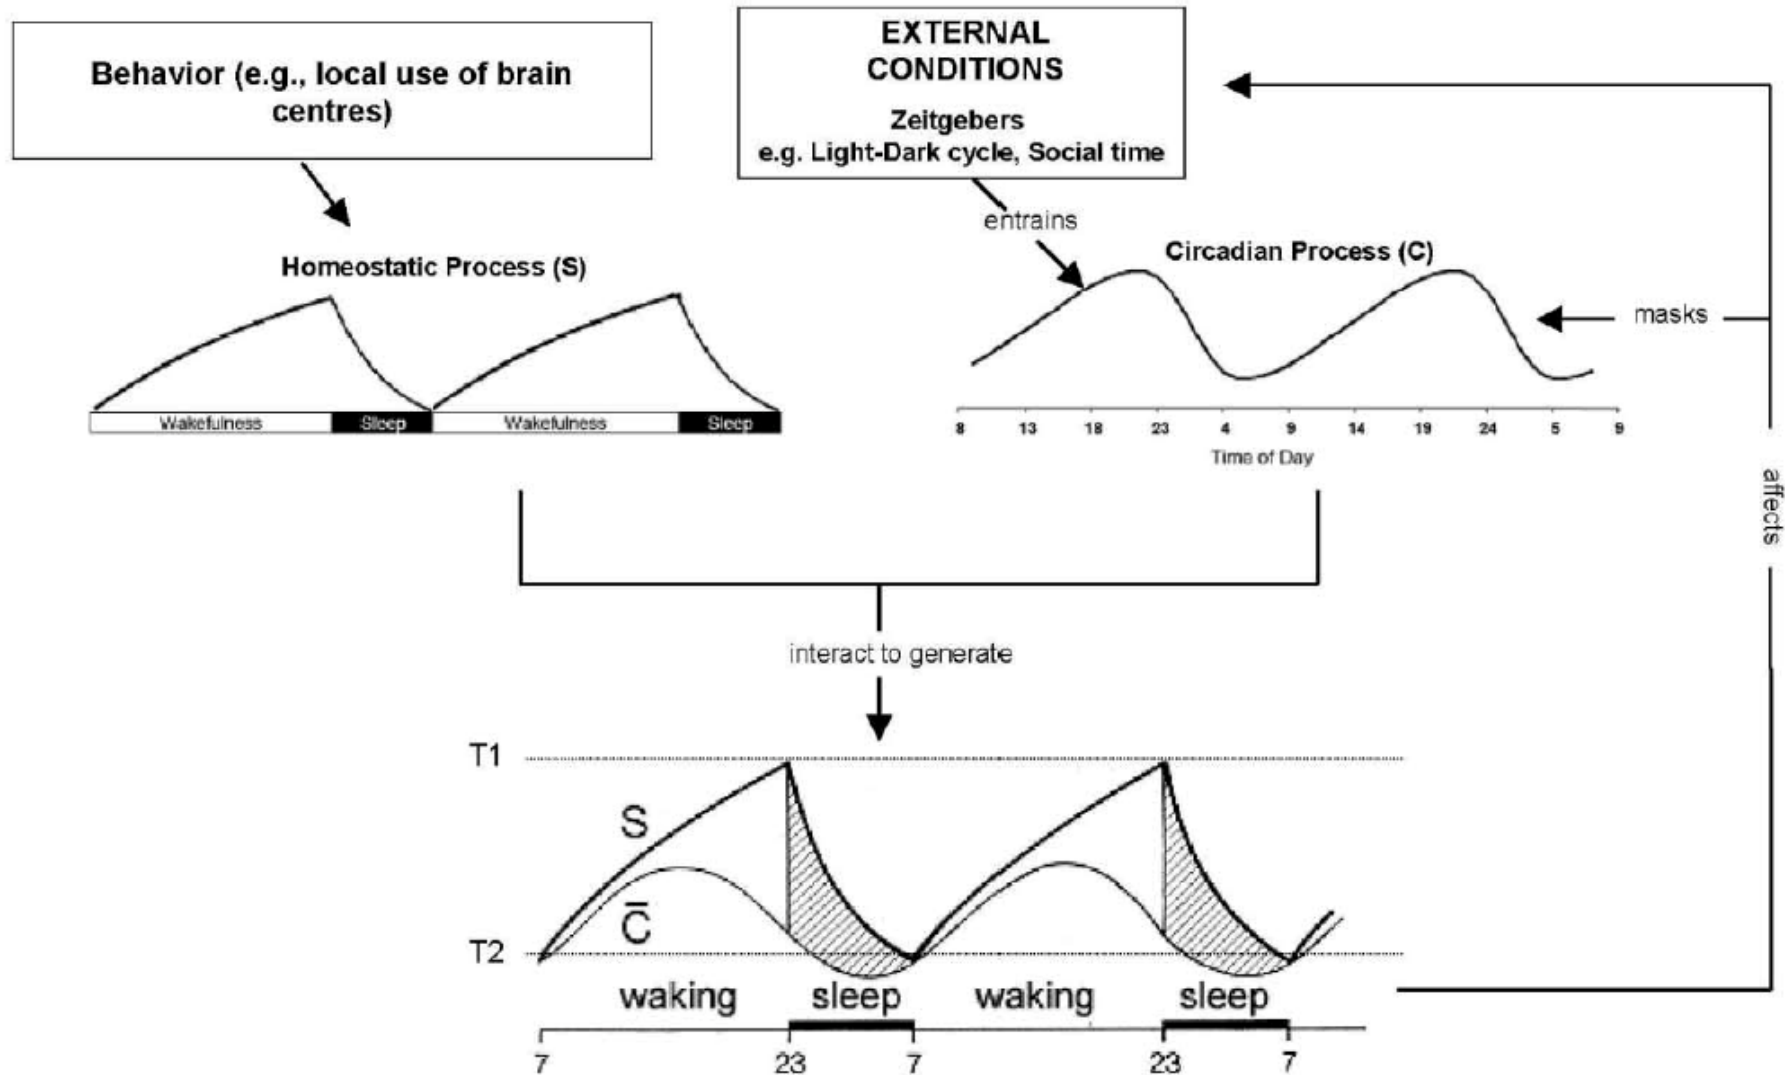 Behavior (e.g., local use of brain
centres)
EXTERNAL
CONDITIONS
Zeitgebers
e.g. Light-Dark cycle, Social time
entrains
Homeostatic Process (S)
Circadian Process (C)
masks
Wakefulness Sleep Wakefulness Sleep
8 13 18 23 4 9 14 19 24 5 9
Time of Day
affects
interact to generate
T1
S
C̅
T2
waking sleep waking sleep
7 23 7 23 7